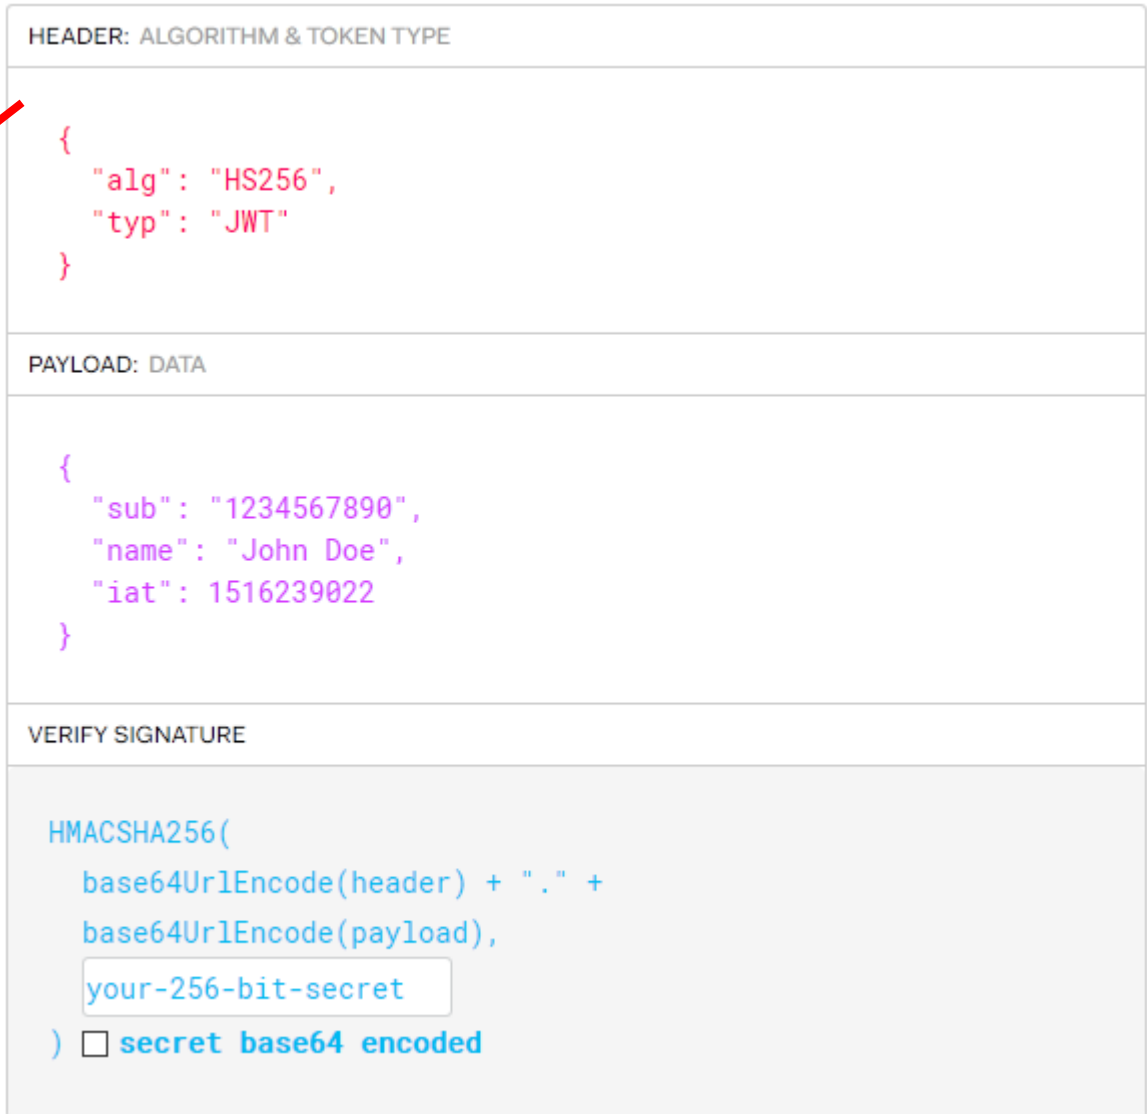 HEADER: ALGORITHM & TOKEN TYPE
{
"alg": "HS256",
"typ": "JWT"
}
PAYLOAD: DATA
{
"sub": "1234567890",
"name": "John Doe",
"iat": 1516239022
}
VERIFY SIGNATURE
HMACSHA256(
base64UrlEncode(header) + "." +
base64UrlEncode(payload),
your-256-bit-secret
) secret base64 encoded